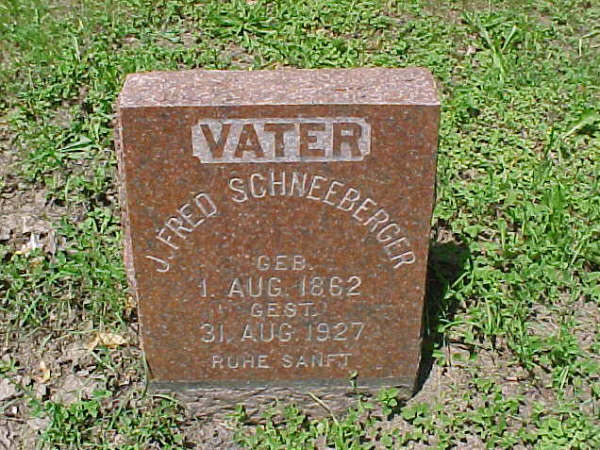 VATER
J. FRED SCHNEEBERGER
GEB.
1. AUG. 1862
GEST.
31. AUG. 1927.
RUHE SANFT